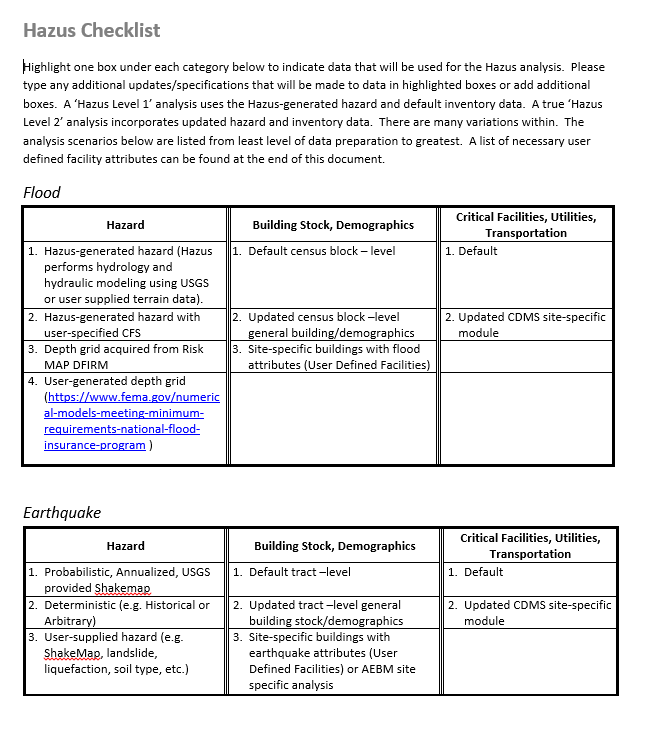 Hazus Checklist
Highlight one box under each category below to indicate data that will be used for the Hazus analysis.  Please
type any additional updates/specifications that will be made to data in highlighted boxes or add additional
boxes.  A ‘Hazus Level 1’ analysis uses the Hazus-generated hazard and default inventory data.  A true ‘Hazus
Level 2’ analysis incorporates updated hazard and inventory data.  There are many variations within.  The
analysis scenarios below are listed from least level of data preparation to greatest.  A list of necessary user
defined facility attributes can be found at the end of this document.
Flood
Hazard
Building Stock, Demographics
Critical Facilities, Utilities,
Transportation
1. Hazus-generated hazard (Hazus
performs hydrology and
hydraulic modeling using USGS
or user supplied terrain data).
1. Default census block – level
1. Default
2. Hazus-generated hazard with
user-specified CFS
2. Updated census block –level
general building/demographics
2. Updated CDMS site-specific
module
3. Depth grid acquired from Risk
MAP DFIRM
3. Site-specific buildings with flood
attributes (User Defined Facilities)
4. User-generated depth grid
(https://www.fema.gov/numeric
al-models-meeting-minimum-
requirements-national-flood-
insurance-program )
Earthquake
Hazard
Building Stock, Demographics
Critical Facilities, Utilities,
Transportation
1. Probabilistic, Annualized, USGS
provided Shakemap
1. Default tract –level
1. Default
2. Deterministic (e.g. Historical or
Arbitrary)
2. Updated tract –level general
building stock/demographics
2. Updated CDMS site-specific
module
3. User-supplied hazard (e.g.
ShakeMap, landslide,
liquefaction, soil type, etc.)
3. Site-specific buildings with
earthquake attributes (User
Defined Facilities) or AEBM site
specific analysis